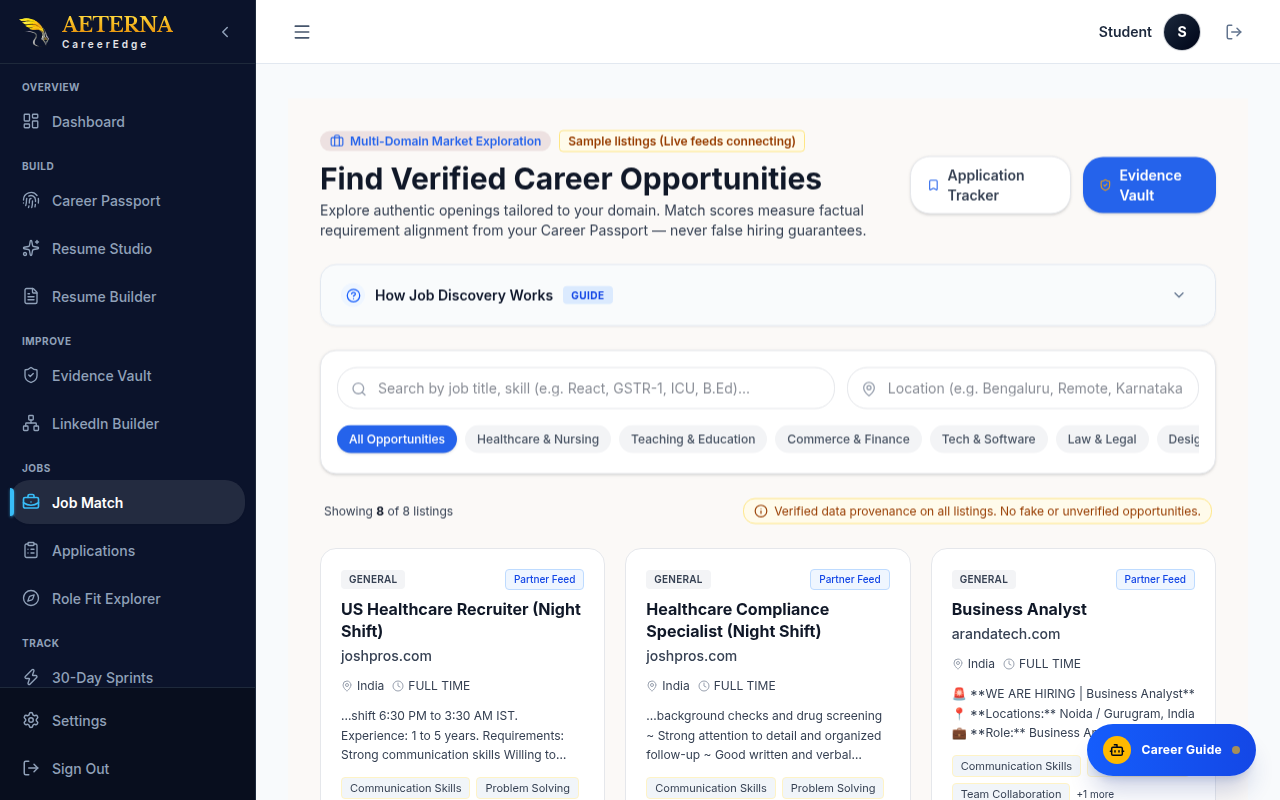 AETERNA
CareerEdge
OVERVIEW
Dashboard
BUILD
Career Passport
Resume Studio
Resume Builder
IMPROVE
Evidence Vault
LinkedIn Builder
JOBS
Job Match
Applications
Role Fit Explorer
TRACK
30-Day Sprints
Settings
Sign Out
Student
S
Multi-Domain Market Exploration
Sample listings (Live feeds connecting)
Find Verified Career Opportunities
Explore authentic openings tailored to your domain. Match scores measure factual
requirement alignment from your Career Passport — never false hiring guarantees.
Application
Tracker
Evidence
Vault
How Job Discovery Works
GUIDE
Search by job title, skill (e.g. React, GSTR-1, ICU, B.Ed)...
Location (e.g. Bengaluru, Remote, Karnataka
All Opportunities
Healthcare & Nursing
Teaching & Education
Commerce & Finance
Tech & Software
Law & Legal
Desig
Showing 8 of 8 listings
Verified data provenance on all listings. No fake or unverified opportunities.
GENERAL
Partner Feed
US Healthcare Recruiter (Night
Shift)
joshpros.com
India
FULL TIME
...shift 6:30 PM to 3:30 AM IST.
Experience: 1 to 5 years. Requirements:
Strong communication skills Willing to...
Communication Skills
Problem Solving
GENERAL
Partner Feed
Healthcare Compliance
Specialist (Night Shift)
joshpros.com
India
FULL TIME
...background checks and drug screening
~ Strong attention to detail and organized
follow-up ~ Good written and verbal...
Communication Skills
Problem Solving
GENERAL
Partner Feed
Business Analyst
arandatech.com
India
FULL TIME
🚨 **WE ARE HIRING | Business Analyst**
📍 **Locations:** Noida / Gurugram, India
💼 **Role:** Business An
Communication Skills
Team Collaboration
+1 more
Career Guide